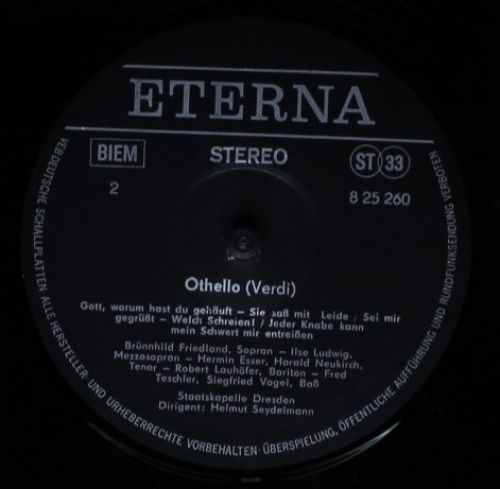 ETERNA
BIEM
STEREO
ST 33
2
8 25 260
Othello (Verdi)
Gott, warum hast du gehäuft – Sie saß mit Leide / Sei mir
gegrüßt – Welch Schreien! / Jeder Knabe kann
mein Schwert mir entreißen
Brünnhild Friedland, Sopran – Ilse Ludwig,
Mezzosopran – Hermin Esser, Harald Neukirch,
Tenor – Robert Lauhöfer, Bariton – Fred
Teschler, Siegfried Vogel, Baß
Staatskapelle Dresden
Dirigent: Helmut Seydelmann
VEB DEUTSCHE SCHALLPLATTEN ALLE HERSTELLER- UND URHEBERRECHTE VORBEHALTEN · ÜBERSPIELUNG, ÖFFENTLICHE AUFFÜHRUNG UND RUNDFUNKSENDUNG VERBOTEN